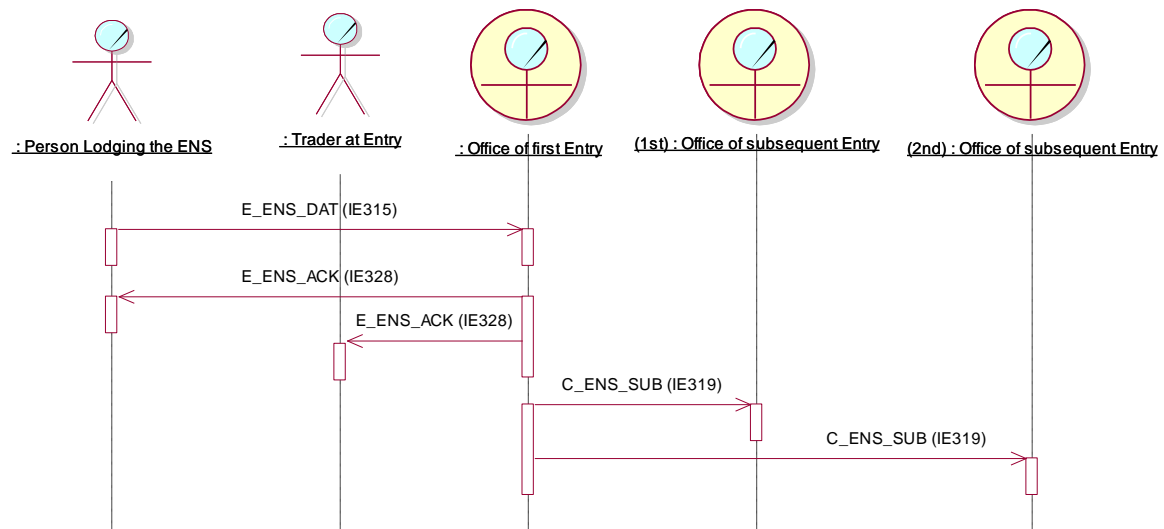 : Person Lodging the ENS
: Trader at Entry
: Office of first Entry
(1st) : Office of subsequent Entry
(2nd) : Office of subsequent Entry
E_ENS_DAT (IE315)
E_ENS_ACK (IE328)
E_ENS_ACK (IE328)
C_ENS_SUB (IE319)
C_ENS_SUB (IE319)